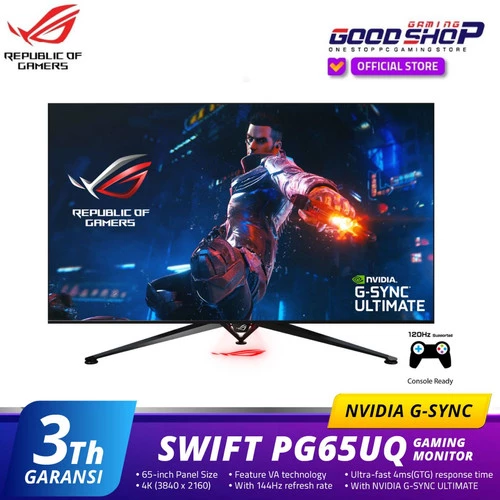 REPUBLIC OF
GAMERS
GAMING
GOODSHOP
ONE STOP PC GAMING STORE
OFFICIAL STORE
REPUBLIC OF
GAMERS
NVIDIA.
G-SYNC
ULTIMATE
120Hz Supported
Console Ready
NVIDIA G-SYNC
3Th
GARANSI
SWIFT PG65UQ GAMING
MONITOR
• 65-inch Panel Size
• 4K (3840 x 2160)
• Feature VA technology
• With 144Hz refresh rate
• Ultra-fast 4ms(GTG) response time
• With NVIDIA G-SYNC ULTIMATE